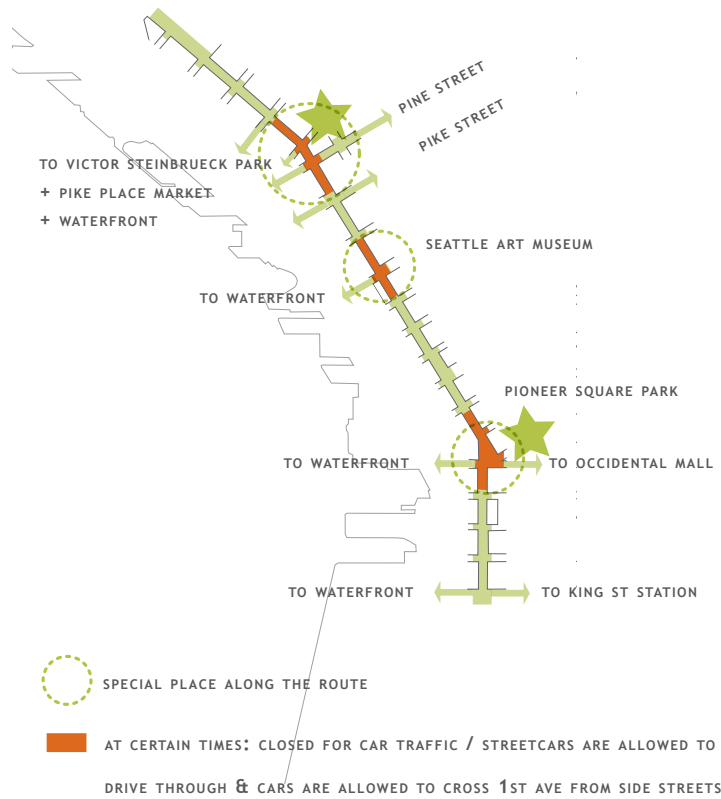 PINE STREET
PIKE STREET
TO VICTOR STEINBRUECK PARK
+ PIKE PLACE MARKET
+ WATERFRONT
SEATTLE ART MUSEUM
TO WATERFRONT
PIONEER SQUARE PARK
TO WATERFRONT
TO OCCIDENTAL MALL
TO WATERFRONT
TO KING ST STATION
SPECIAL PLACE ALONG THE ROUTE
AT CERTAIN TIMES: CLOSED FOR CAR TRAFFIC / STREETCARS ARE ALLOWED TO
DRIVE THROUGH & CARS ARE ALLOWED TO CROSS 1ST AVE FROM SIDE STREETS